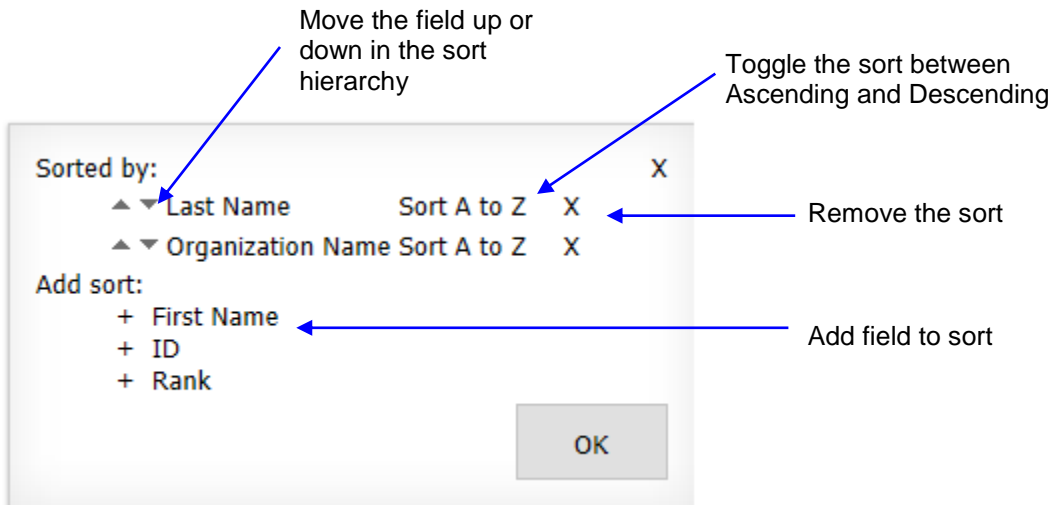 Move the field up or
down in the sort
hierarchy
Toggle the sort between
Ascending and Descending
Sorted by: X
Last Name Sort A to Z X
Remove the sort
Organization Name Sort A to Z X
Add sort:
+ First Name
Add field to sort
+ ID
+ Rank
OK